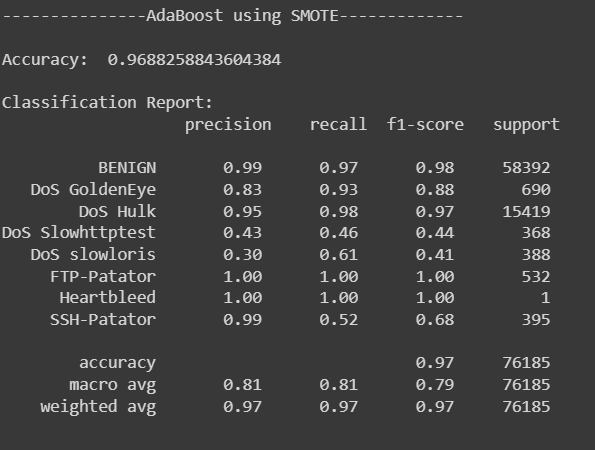 ---------------AdaBoost using SMOTE-------------
Accuracy:  0.9688258843604384
Classification Report:
precision    recall  f1-score   support
BENIGN       0.99      0.97      0.98     58392
DoS GoldenEye       0.83      0.93      0.88       690
DoS Hulk       0.95      0.98      0.97     15419
DoS Slowhttptest       0.43      0.46      0.44       368
DoS slowloris       0.30      0.61      0.41       388
FTP-Patator       1.00      1.00      1.00       532
Heartbleed       1.00      1.00      1.00         1
SSH-Patator       0.99      0.52      0.68       395
accuracy                           0.97     76185
macro avg       0.81      0.81      0.79     76185
weighted avg       0.97      0.97      0.97     76185